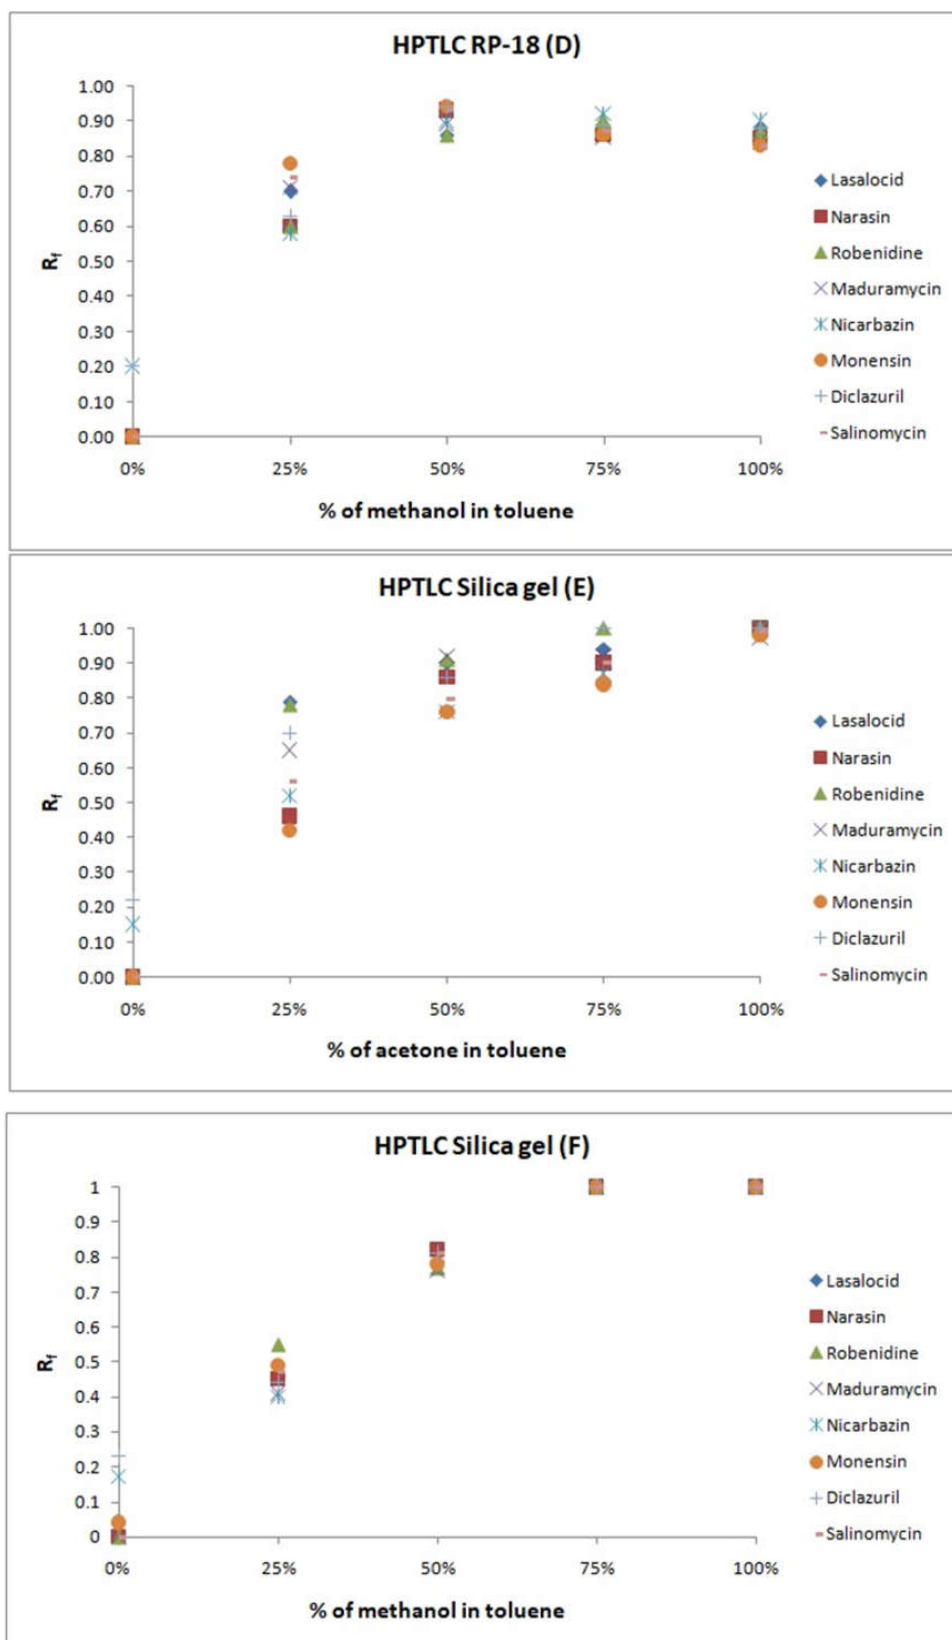 HPTLC RP-18 (D)
1.00
0.90
0.80
0.70
0.60
0.50
0.40
0.30
0.20
0.10
0.00
Rf
0% 25% 50% 75% 100%
% of methanol in toluene
Lasalocid
Narasin
Robenidine
Maduramycin
Nicarbazin
Monensin
Diclazuril
Salinomycin
HPTLC Silica gel (E)
1.00
0.90
0.80
0.70
0.60
0.50
0.40
0.30
0.20
0.10
0.00
Rf
0% 25% 50% 75% 100%
% of acetone in toluene
Lasalocid
Narasin
Robenidine
Maduramycin
Nicarbazin
Monensin
Diclazuril
Salinomycin
HPTLC Silica gel (F)
1
0.9
0.8
0.7
0.6
0.5
0.4
0.3
0.2
0.1
0
Rf
0% 25% 50% 75% 100%
% of methanol in toluene
Lasalocid
Narasin
Robenidine
Maduramycin
Nicarbazin
Monensin
Diclazuril
Salinomycin